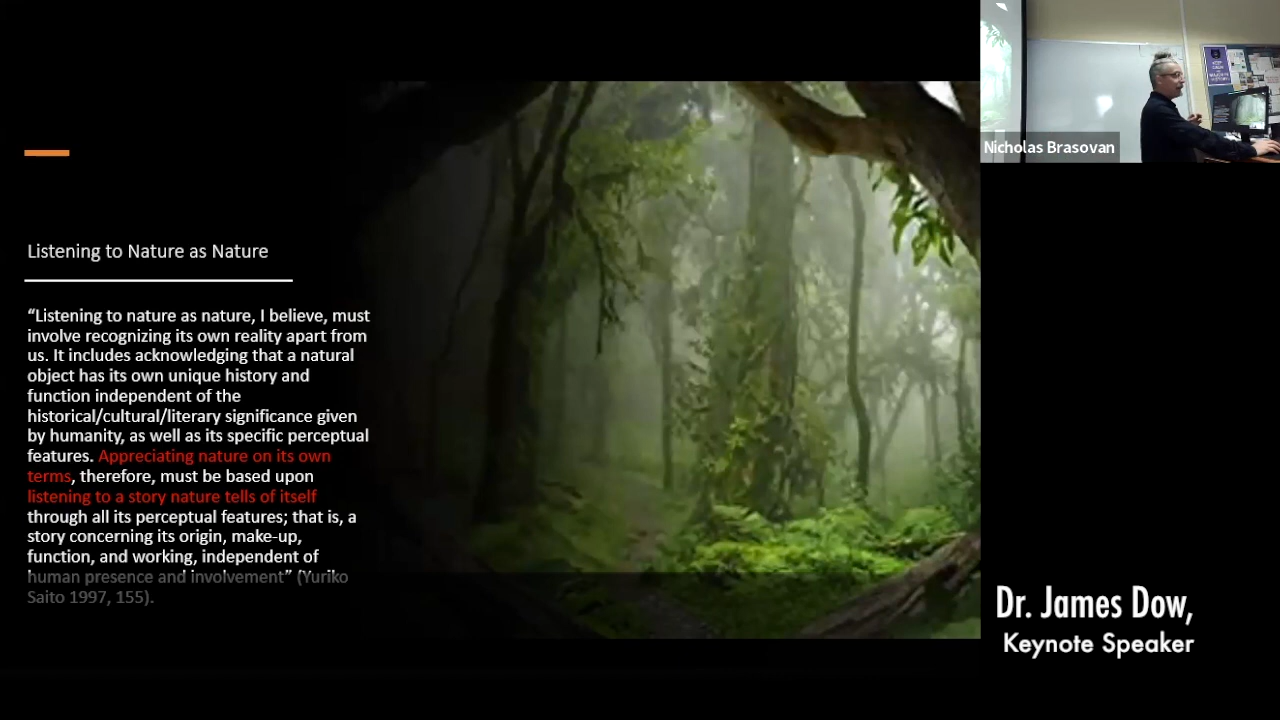 Listening to Nature as Nature
“Listening to nature as nature, I believe, must
involve recognizing its own reality apart from
us. It includes acknowledging that a natural
object has its own unique history and
function independent of the
historical/cultural/literary significance given
by humanity, as well as its specific perceptual
features. Appreciating nature on its own
terms, therefore, must be based upon
listening to a story nature tells of itself
through all its perceptual features; that is, a
story concerning its origin, make-up,
function, and working, independent of
human presence and involvement” (Yuriko
Saito 1997, 155).
Nicholas Brasovan
Dr. James Dow,
Keynote Speaker